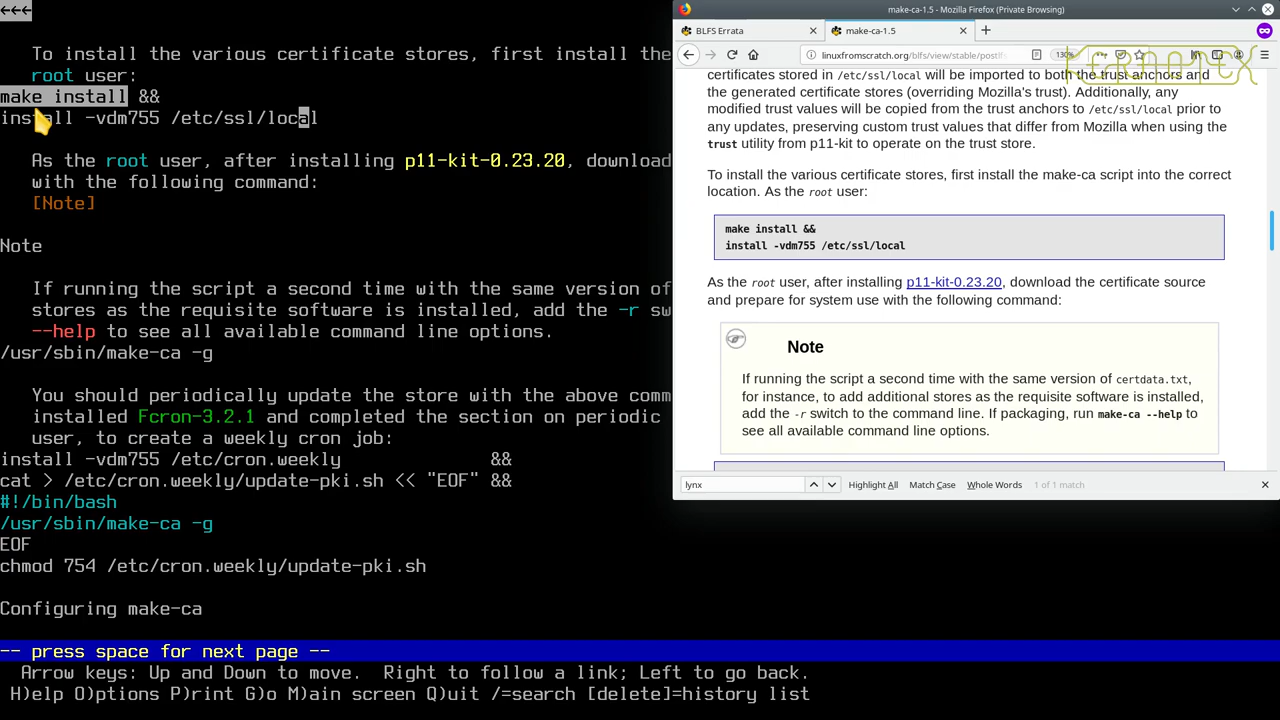 ←←←
To install the various certificate stores, first install the
root user:
make install &&
install -vdm755 /etc/ssl/local
As the root user, after installing p11-kit-0.23.20, download
with the following command:
[Note]
Note
If running the script a second time with the same version of
stores as the requisite software is installed, add the -r sw
--help to see all available command line options.
/usr/sbin/make-ca -g
You should periodically update the store with the above comm
installed Fcron-3.2.1 and completed the section on periodic
user, to create a weekly cron job:
install -vdm755 /etc/cron.weekly &&
cat > /etc/cron.weekly/update-pki.sh << "EOF" &&
#!/bin/bash
/usr/sbin/make-ca -g
EOF
chmod 754 /etc/cron.weekly/update-pki.sh
Configuring make-ca
-- press space for next page --
Arrow keys: Up and Down to move. Right to follow a link; Left to go back.
H)elp O)ptions P)rint G)o M)ain screen Q)uit /=search [delete]=history list
make-ca-1.5 - Mozilla Firefox (Private Browsing)
BLFS Errata
make-ca-1.5
linuxfromscratch.org/blfs/view/stable/postlf
130%
KERNOTEX
certificates stored in /etc/ssl/local will be imported to both the trust anchors and
the generated certificate stores (overriding Mozilla's trust). Additionally, any
modified trust values will be copied from the trust anchors to /etc/ssl/local prior to
any updates, preserving custom trust values that differ from Mozilla when using the
trust utility from p11-kit to operate on the trust store.
To install the various certificate stores, first install the make-ca script into the correct
location. As the root user:
make install &&
install -vdm755 /etc/ssl/local
As the root user, after installing p11-kit-0.23.20, download the certificate source
and prepare for system use with the following command:
Note
If running the script a second time with the same version of certdata.txt,
for instance, to add additional stores as the requisite software is installed,
add the -r switch to the command line. If packaging, run make-ca --help to
see all available command line options.
lynx
Highlight All
Match Case
Whole Words
1 of 1 match